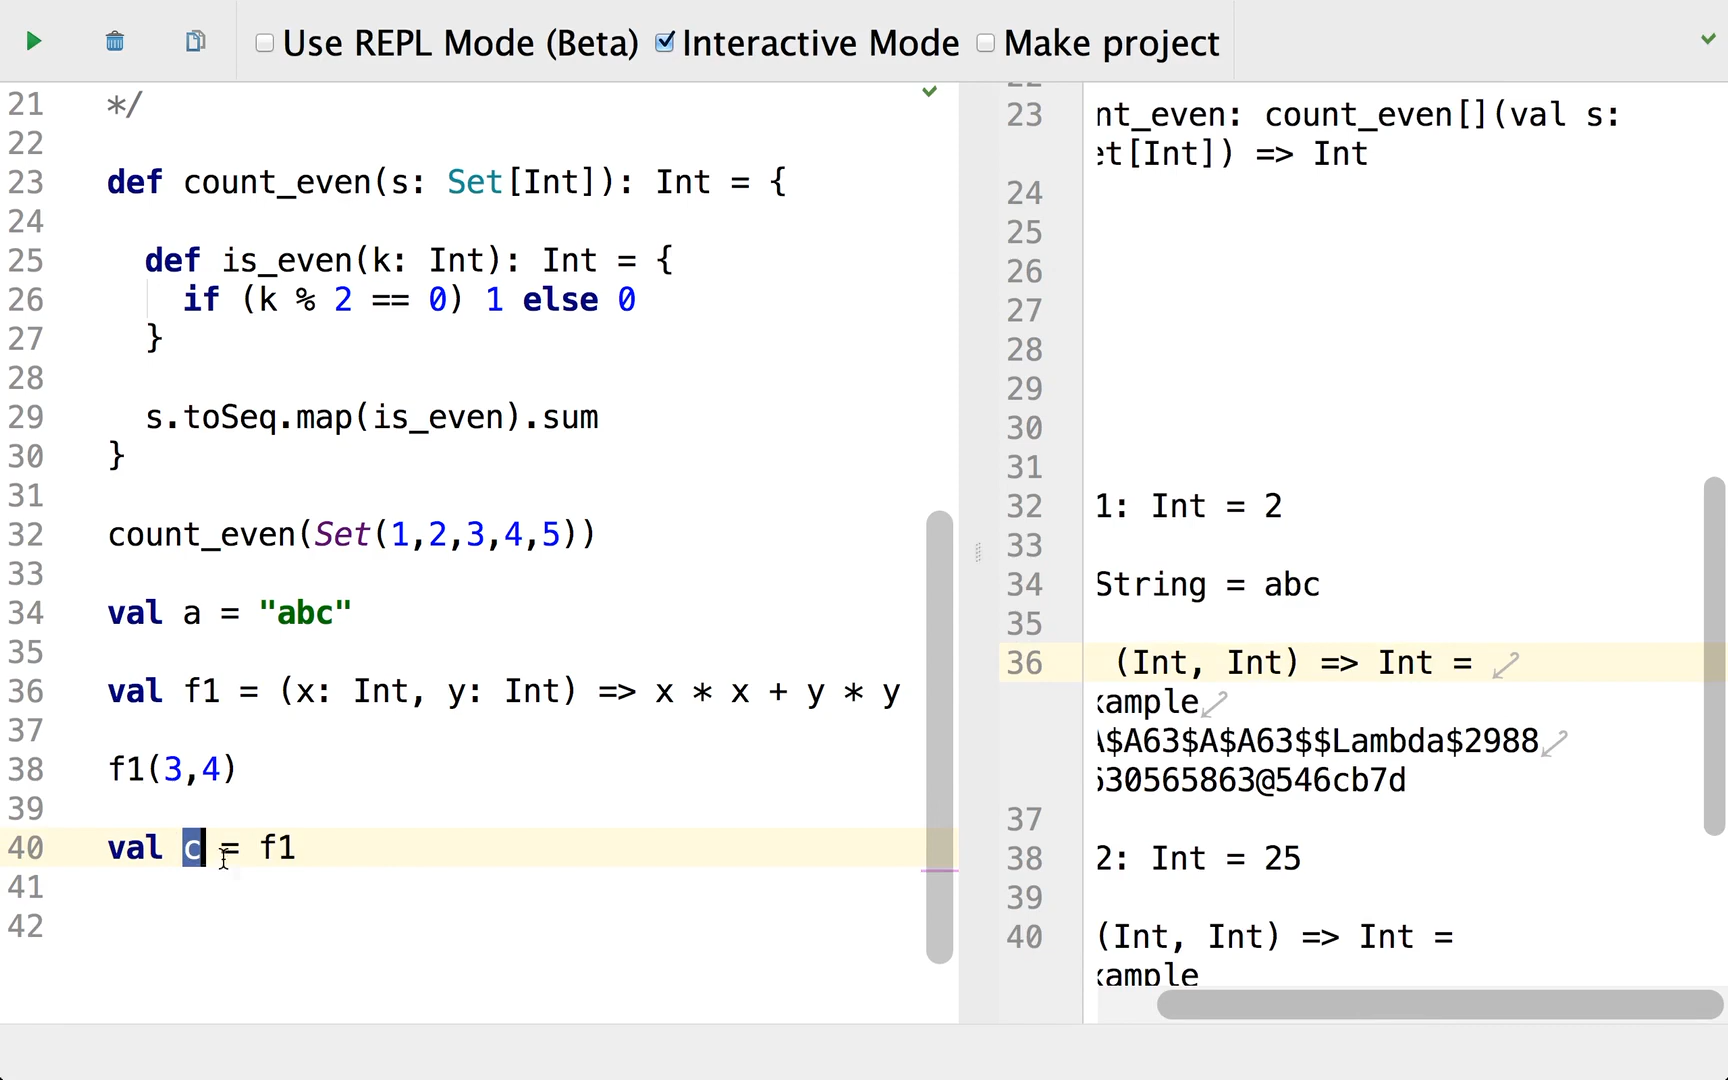 Use REPL Mode (Beta) Interactive Mode Make project
21 */
22
23 def count_even(s: Set[Int]): Int = {
24
25 def is_even(k: Int): Int = {
26 if (k % 2 == 0) 1 else 0
27 }
28
29 s.toSeq.map(is_even).sum
30 }
31
32 count_even(Set(1,2,3,4,5))
33
34 val a = "abc"
35
36 val f1 = (x: Int, y: Int) => x * x + y * y
37
38 f1(3,4)
39
40 val c = f1
41
42
23 nt_even: count_even[](val s:
et[Int]) => Int
24
25
26
27
28
29
30
31
32 1: Int = 2
33
34 String = abc
35
36 (Int, Int) => Int =
xample
A$A63$A$A63$$Lambda$2988
630565863@546cb7d
37
38 2: Int = 25
39
40 (Int, Int) => Int =
xample